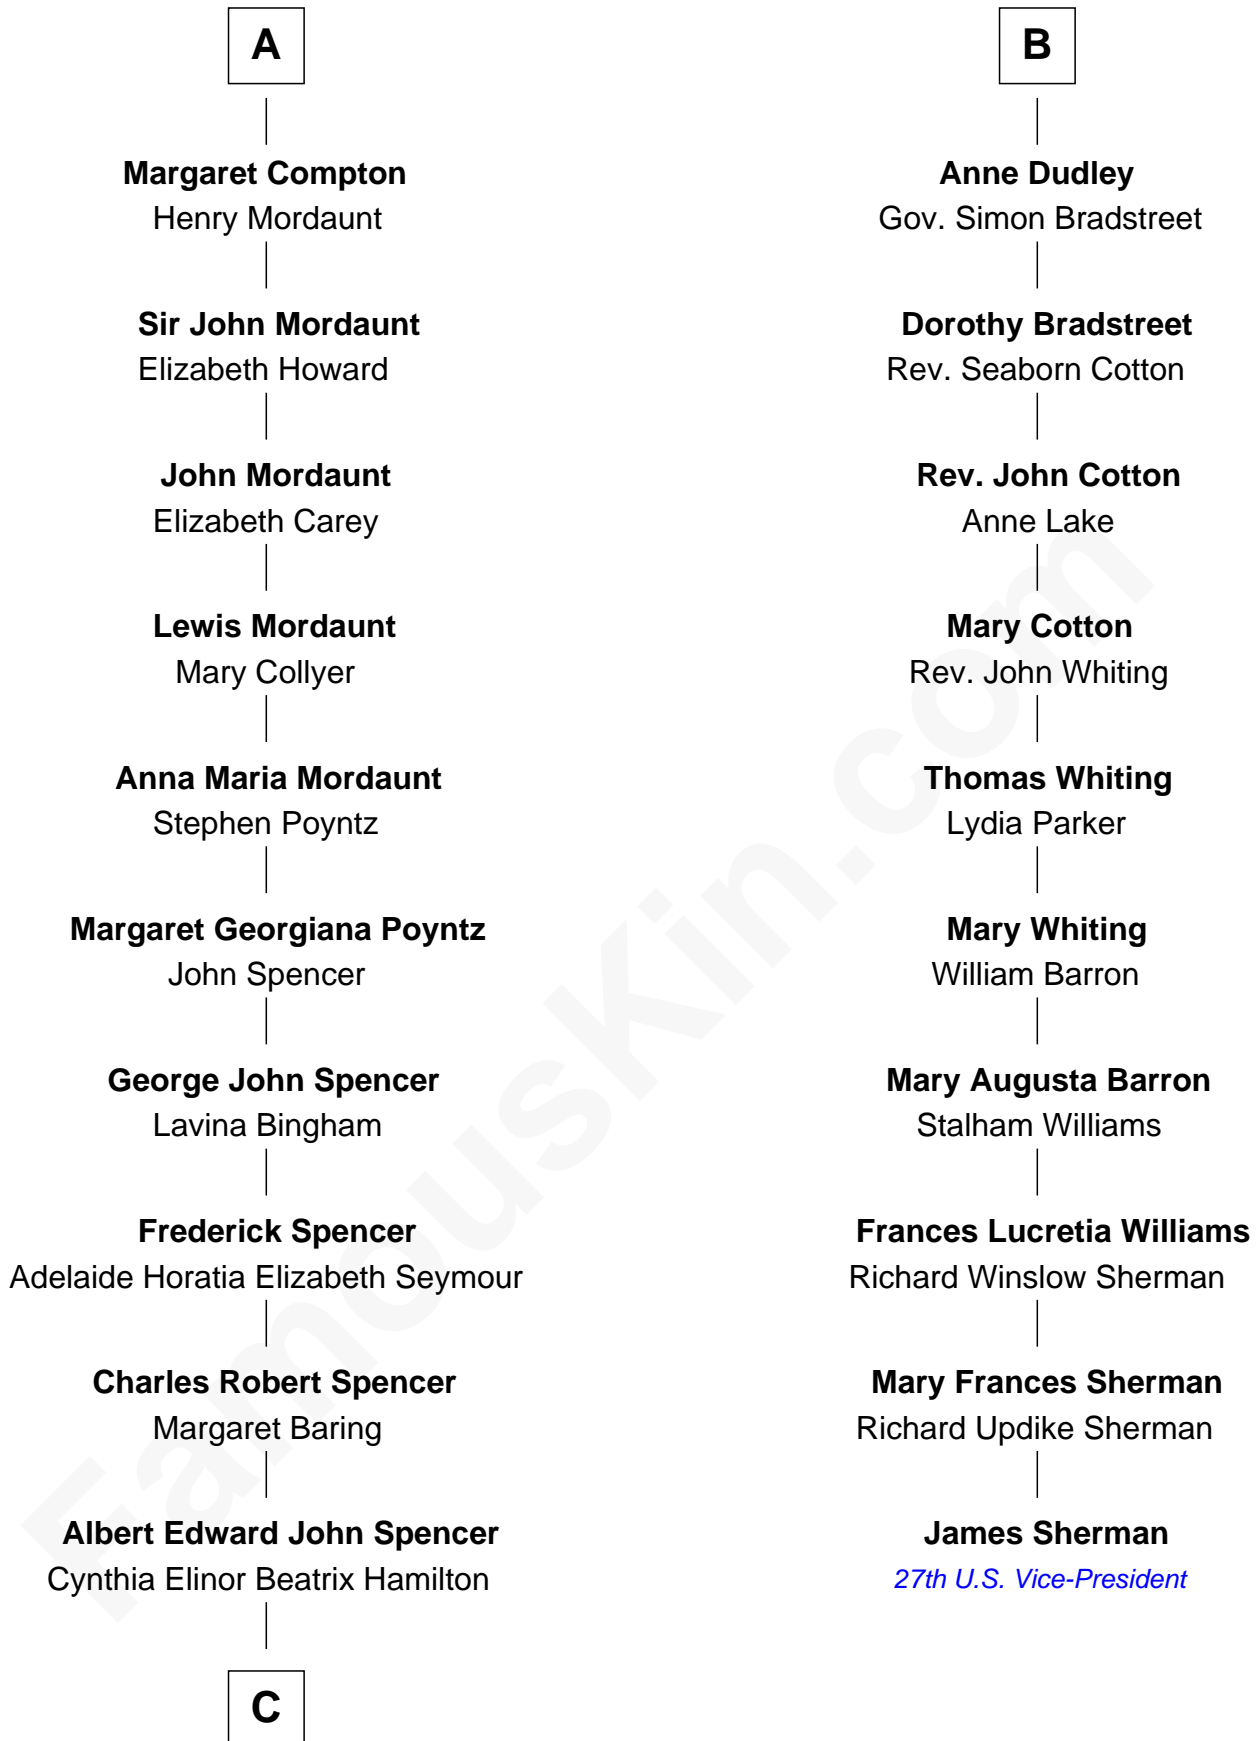 A
Margaret Compton
Henry Mordaunt
Sir John Mordaunt
Elizabeth Howard
John Mordaunt
Elizabeth Carey
Lewis Mordaunt
Mary Collyer
Anna Maria Mordaunt
Stephen Poyntz
Margaret Georgiana Poyntz
John Spencer
George John Spencer
Lavina Bingham
Frederick Spencer
Adelaide Horatia Elizabeth Seymour
Charles Robert Spencer
Margaret Baring
Albert Edward John Spencer
Cynthia Elinor Beatrix Hamilton
C
B
Anne Dudley
Gov. Simon Bradstreet
Dorothy Bradstreet
Rev. Seaborn Cotton
Rev. John Cotton
Anne Lake
Mary Cotton
Rev. John Whiting
Thomas Whiting
Lydia Parker
Mary Whiting
William Barron
Mary Augusta Barron
Stalham Williams
Frances Lucretia Williams
Richard Winslow Sherman
Mary Frances Sherman
Richard Updike Sherman
James Sherman
27th U.S. Vice-President
FamousKin.com